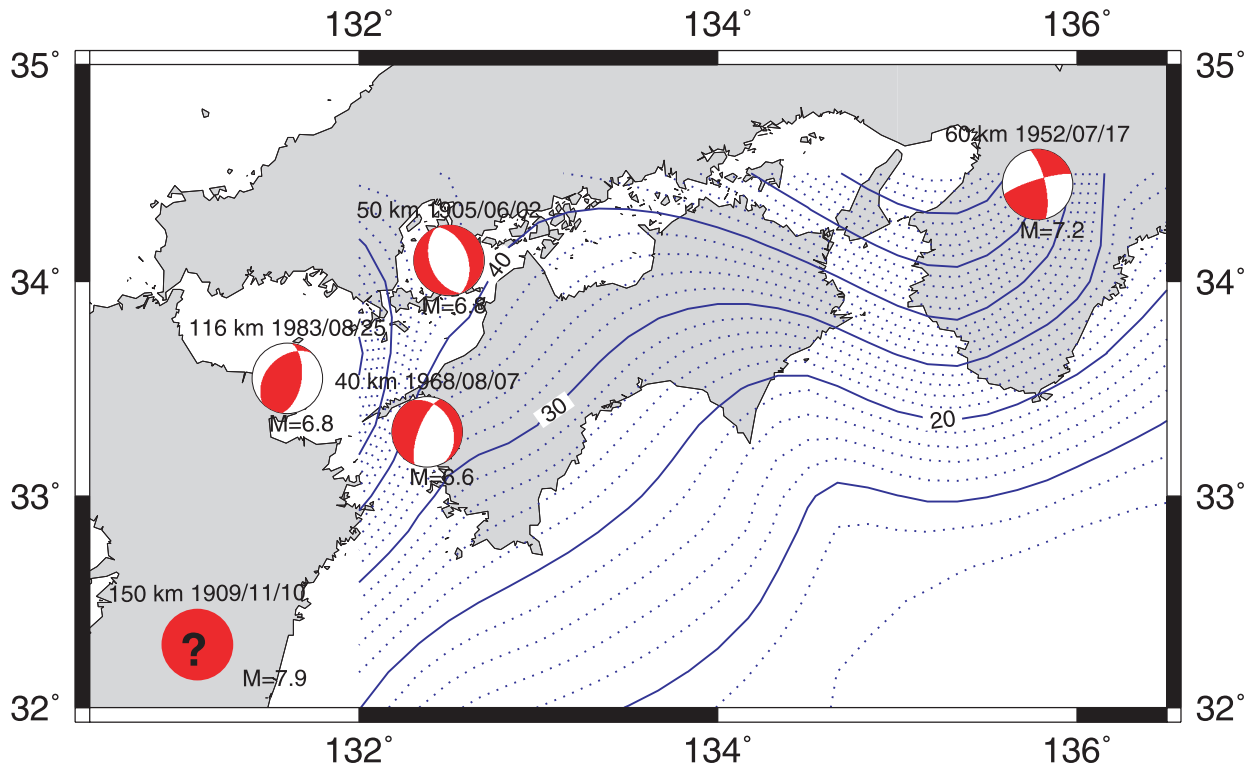 132° 134° 136°
35° 35°
60 km 1952/07/17
M=7.2
50 km 1905/06/02
40
34° 34°
M=6.8
116 km 1983/08/25
40 km 1968/08/07
30
20
M=6.8
M=6.6
33° 33°
150 km 1909/11/10
?
M=7.9
32° 32°
132° 134° 136°